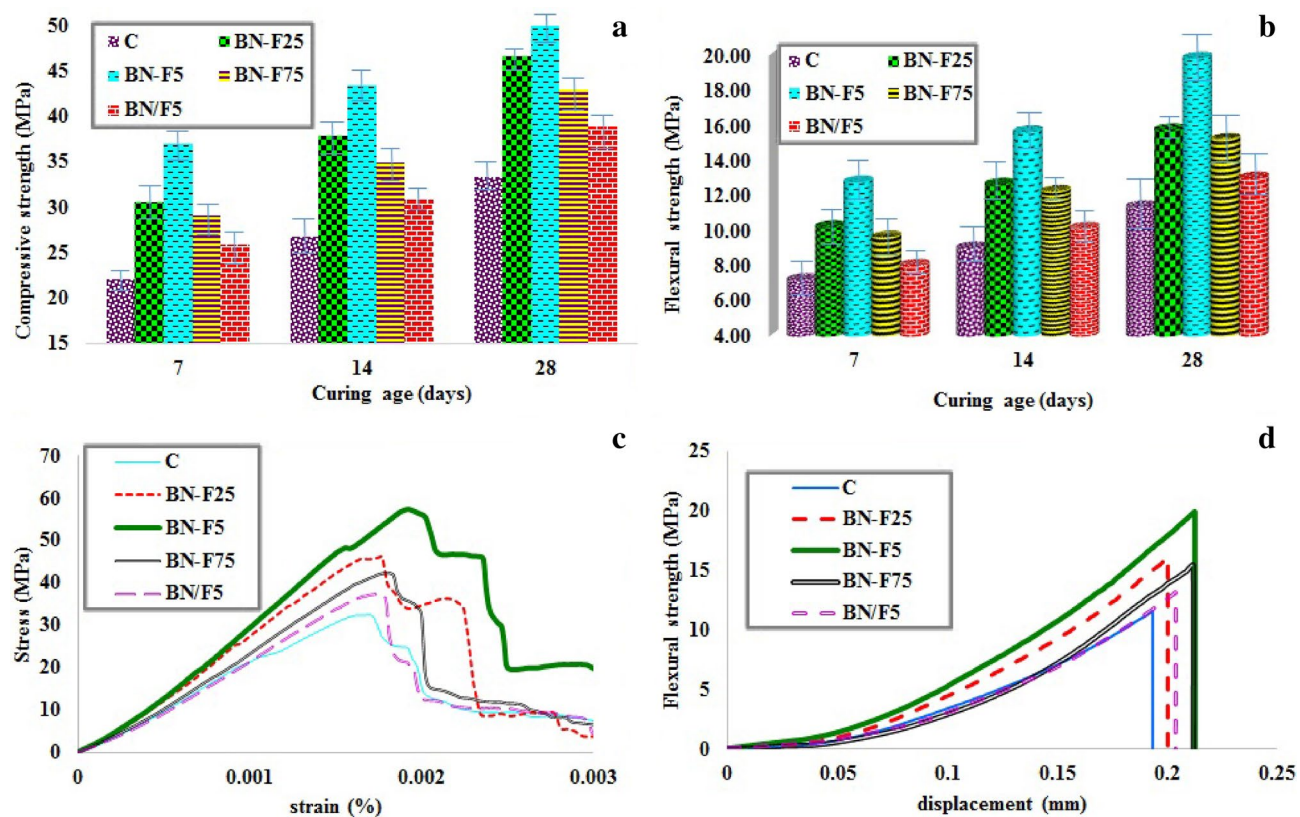 a
Compressive strength (MPa)
50
45
40
35
30
25
20
15
C BN-F25
BN-F5 BN-F75
BN/F5
7 14 28
Curing age (days)
b
Flexural strength (MPa)
20.00
18.00
16.00
14.00
12.00
10.00
8.00
6.00
4.00
C BN-F25
BN-F5 BN-F75
BN/F5
7 14 28
Curing age (days)
c
Stress (MPa)
70
60
50
40
30
20
10
0
C
BN-F25
BN-F5
BN-F75
BN/F5
0 0.001 0.002 0.003
strain (%)
d
Flexural strength (MPa)
25
20
15
10
5
0
C
BN-F25
BN-F5
BN-F75
BN/F5
0 0.05 0.1 0.15 0.2 0.25
displacement (mm)